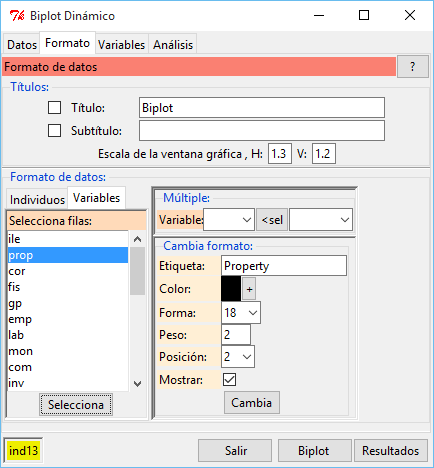 Biplot Dinámico
Datos Formato Variables Análisis
Formato de datos ?
Títulos:
Título: Biplot
Subtítulo:
Escala de la ventana gráfica , H: 1.3 V: 1.2
Formato de datos:
Individuos Variables
Selecciona filas:
ile
prop
cor
fis
gp
emp
lab
mon
com
inv
Selecciona
Múltiple:
Variable: <sel
Cambia formato:
Etiqueta: Property
Color: +
Forma: 18
Peso: 2
Posición: 2
Mostrar:
Cambia
ind13 Salir Biplot Resultados